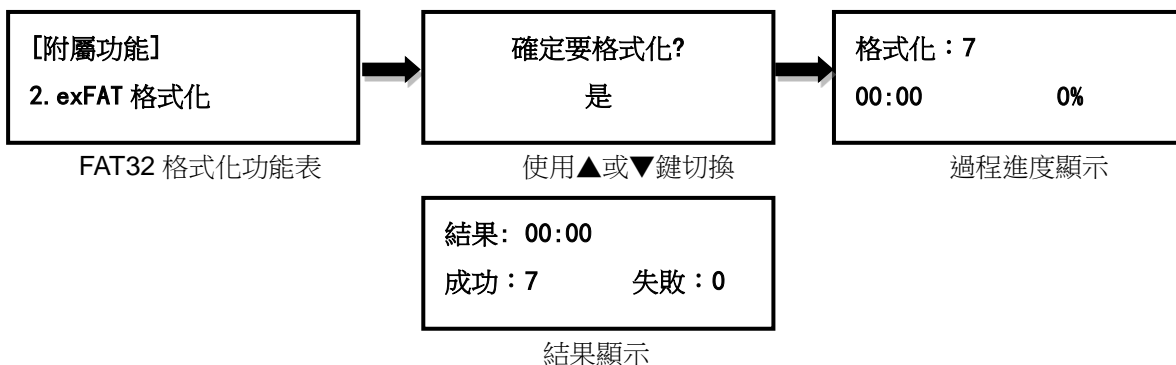 [附屬功能]
2. exFAT 格式化
FAT32 格式化功能表
確定要格式化?
是
使用▲或▼鍵切換
格式化：7
00:00 0%
過程進度顯示
結果: 00:00
成功：7 失敗：0
結果顯示